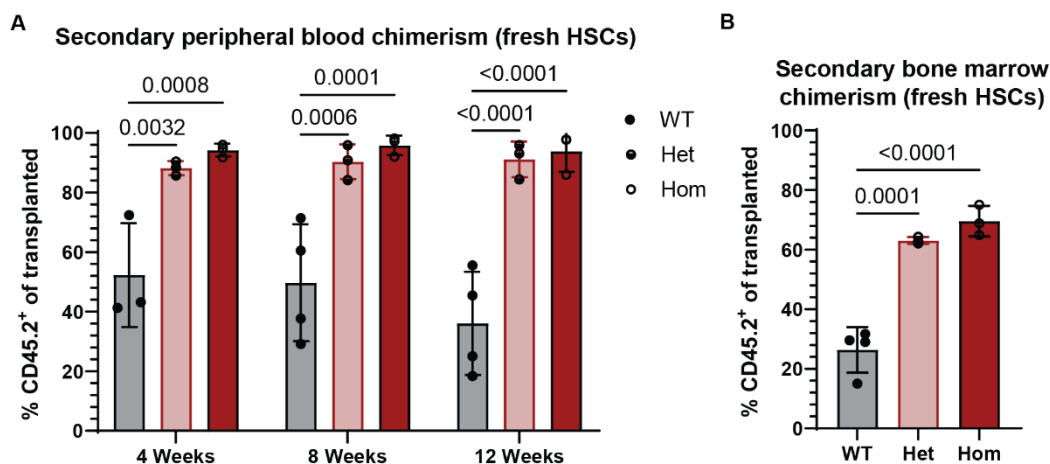 A
Secondary peripheral blood chimerism (fresh HSCs)
0.0008
0.0032
0.0001
0.0006
<0.0001
<0.0001
WT
Het
Hom
% CD45.2⁺ of transplanted
100
80
60
40
20
0
4 Weeks
8 Weeks
12 Weeks
B
Secondary bone marrow
chimerism (fresh HSCs)
<0.0001
0.0001
% CD45.2⁺ of transplanted
100
80
60
40
20
0
WT
Het
Hom